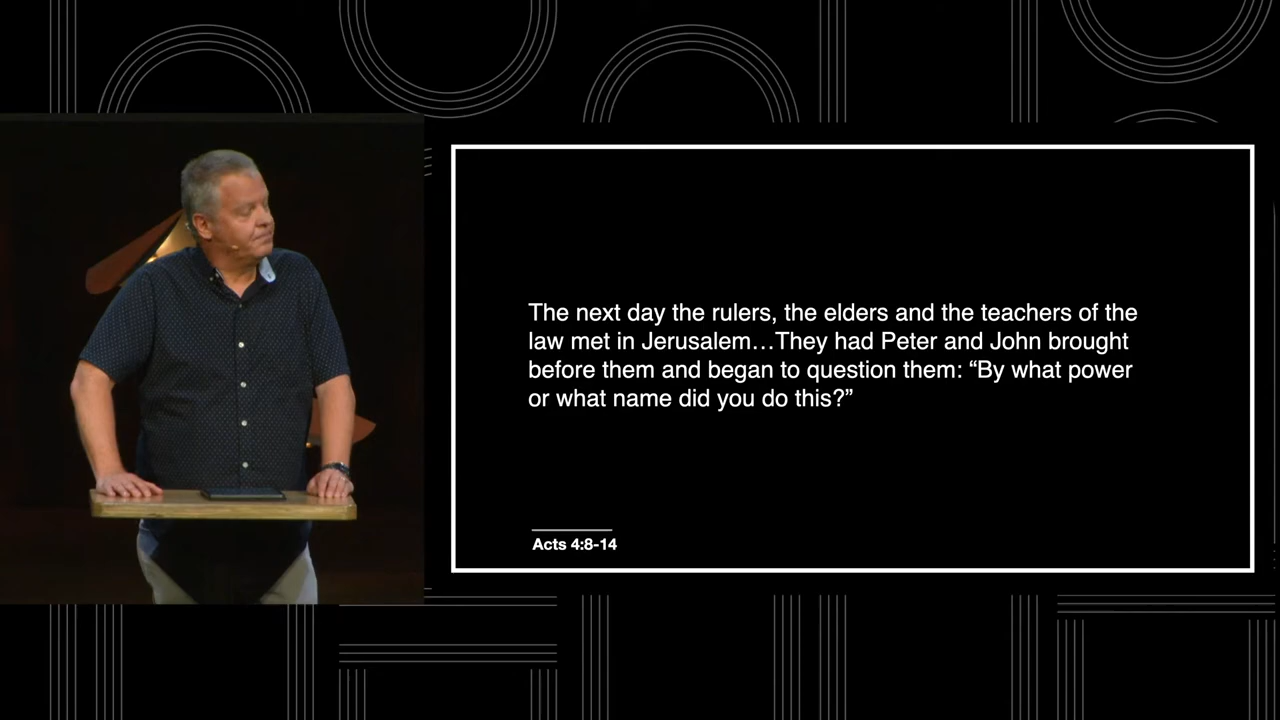 The next day the rulers, the elders and the teachers of the
law met in Jerusalem…They had Peter and John brought
before them and began to question them: “By what power
or what name did you do this?”
Acts 4:8-14